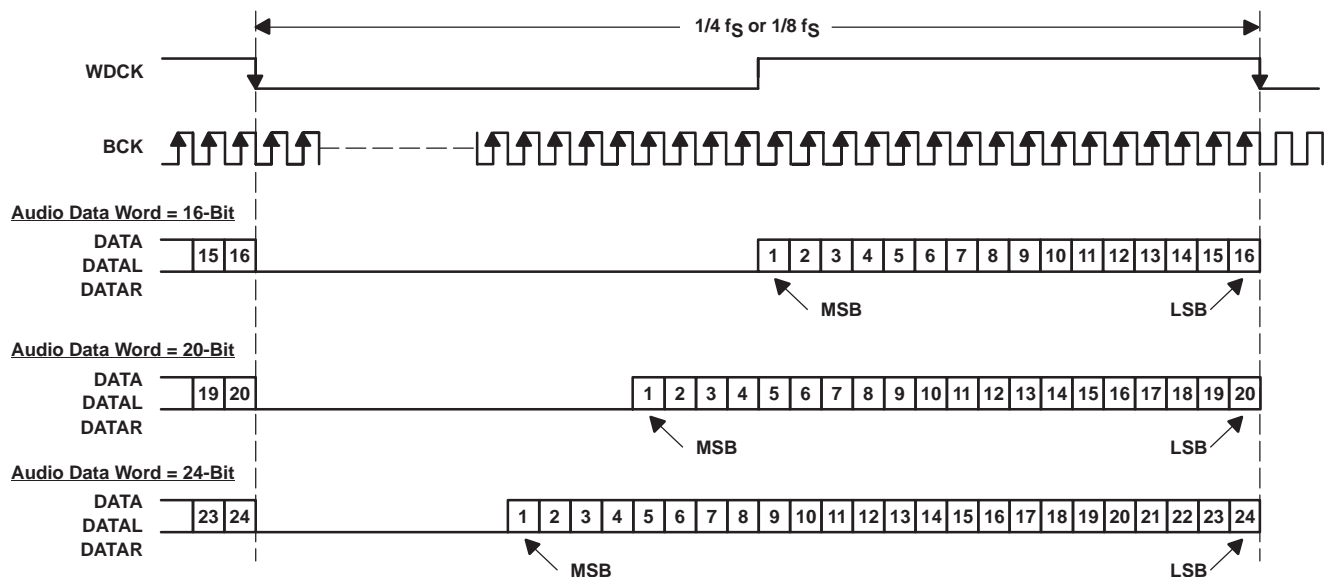 1/4 fS or 1/8 fS
WDCK
BCK
Audio Data Word = 16-Bit
DATA
DATAL
DATAR
15 16 1 2 3 4 5 6 7 8 9 10 11 12 13 14 15 16
MSB LSB
Audio Data Word = 20-Bit
DATA
DATAL
DATAR
19 20 1 2 3 4 5 6 7 8 9 10 11 12 13 14 15 16 17 18 19 20
MSB LSB
Audio Data Word = 24-Bit
DATA
DATAL
DATAR
23 24 1 2 3 4 5 6 7 8 9 10 11 12 13 14 15 16 17 18 19 20 21 22 23 24
MSB LSB